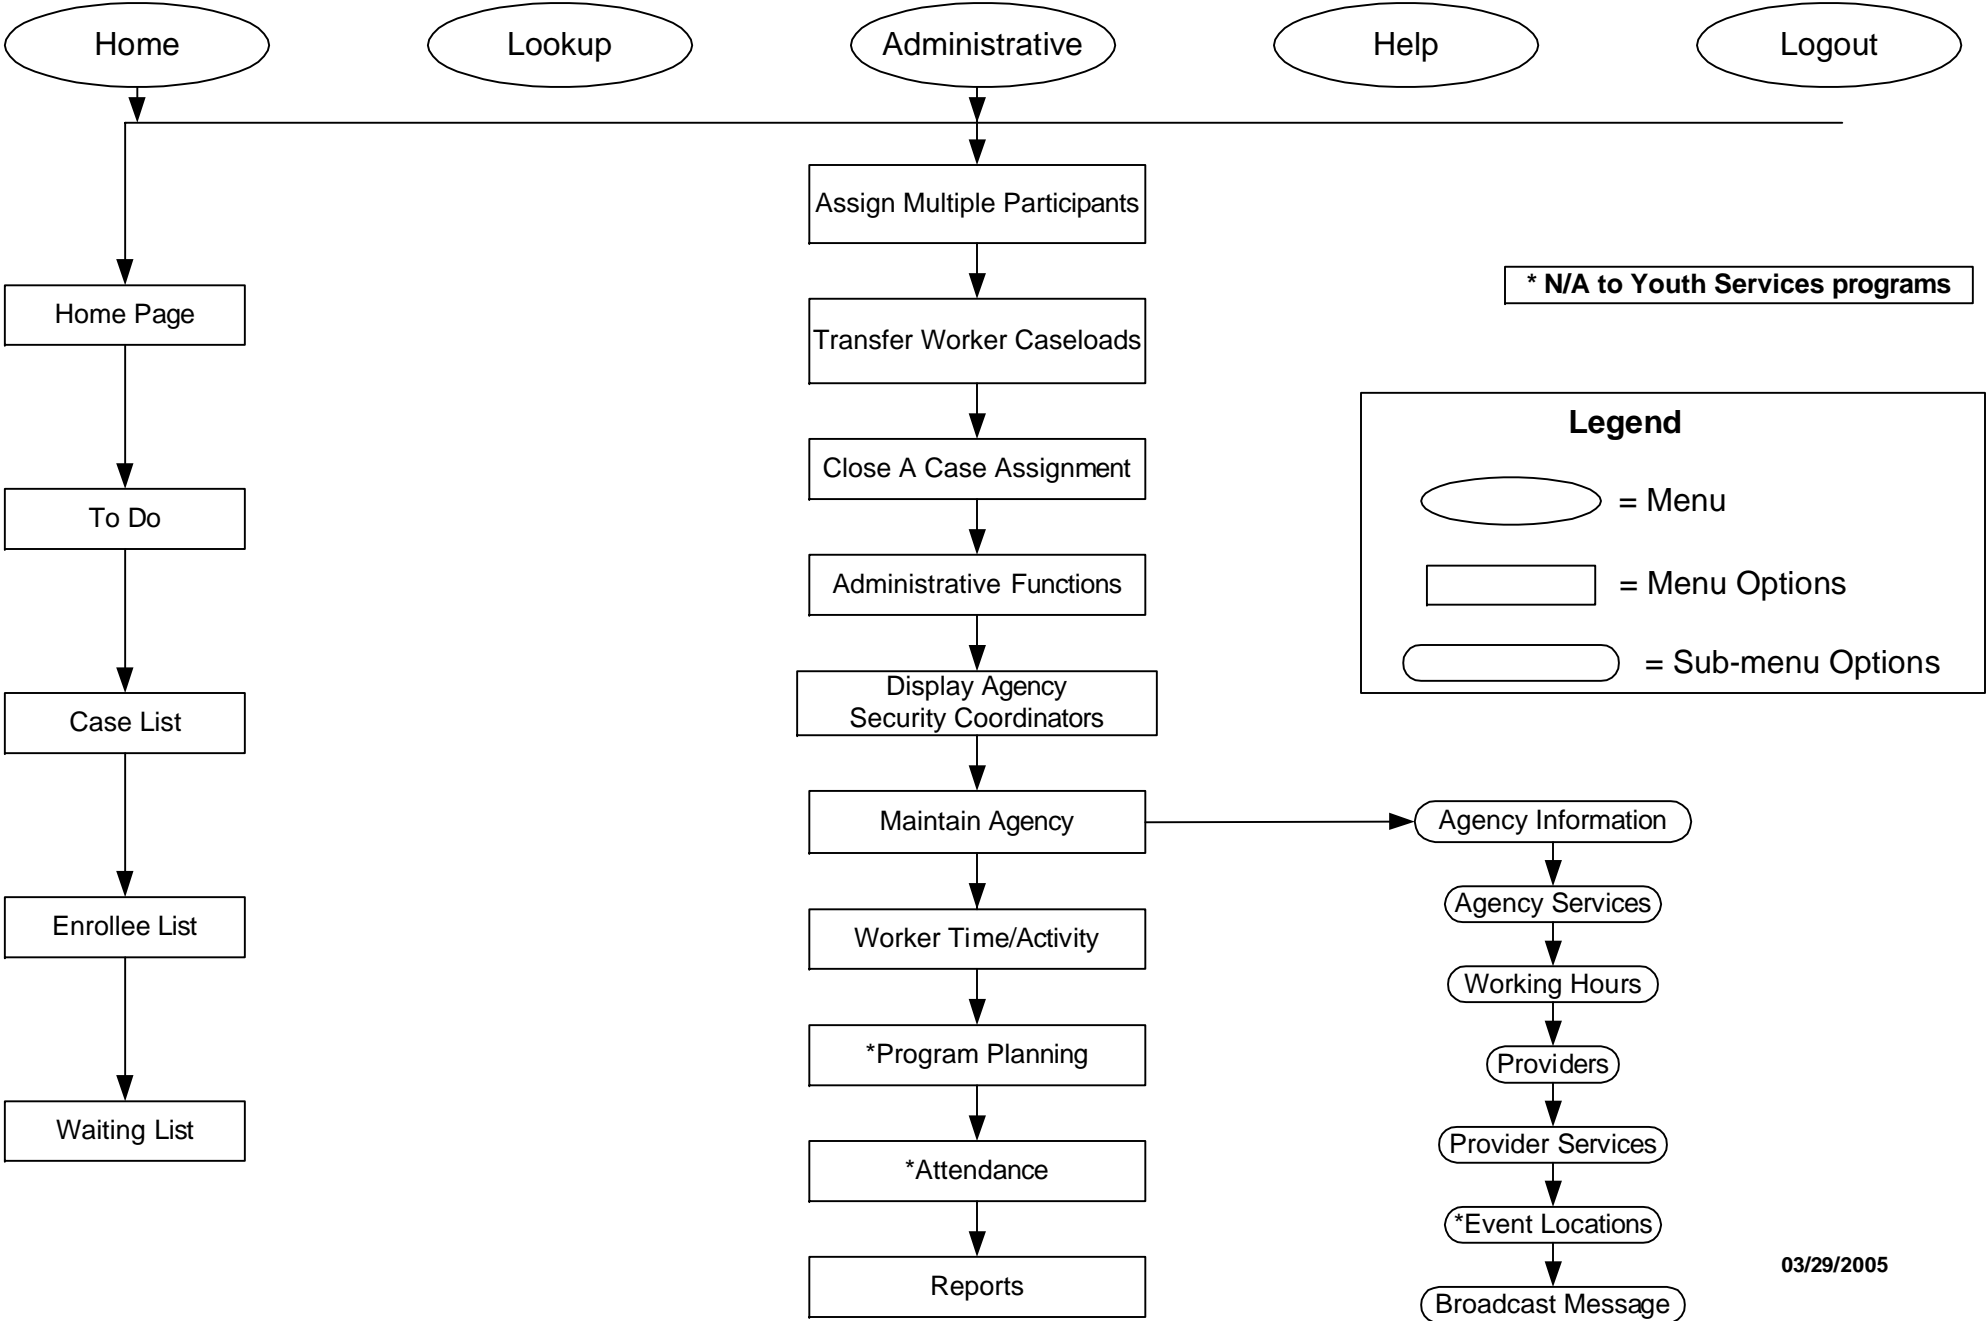 Home
Lookup
Administrative
Help
Logout
Home Page
To Do
Case List
Enrollee List
Waiting List
Assign Multiple Participants
Transfer Worker Caseloads
Close A Case Assignment
Administrative Functions
Display Agency
Security Coordinators
Maintain Agency
Worker Time/Activity
*Program Planning
*Attendance
Reports
Agency Information
Agency Services
Working Hours
Providers
Provider Services
*Event Locations
Broadcast Message
* N/A to Youth Services programs
Legend
= Menu
= Menu Options
= Sub-menu Options
03/29/2005